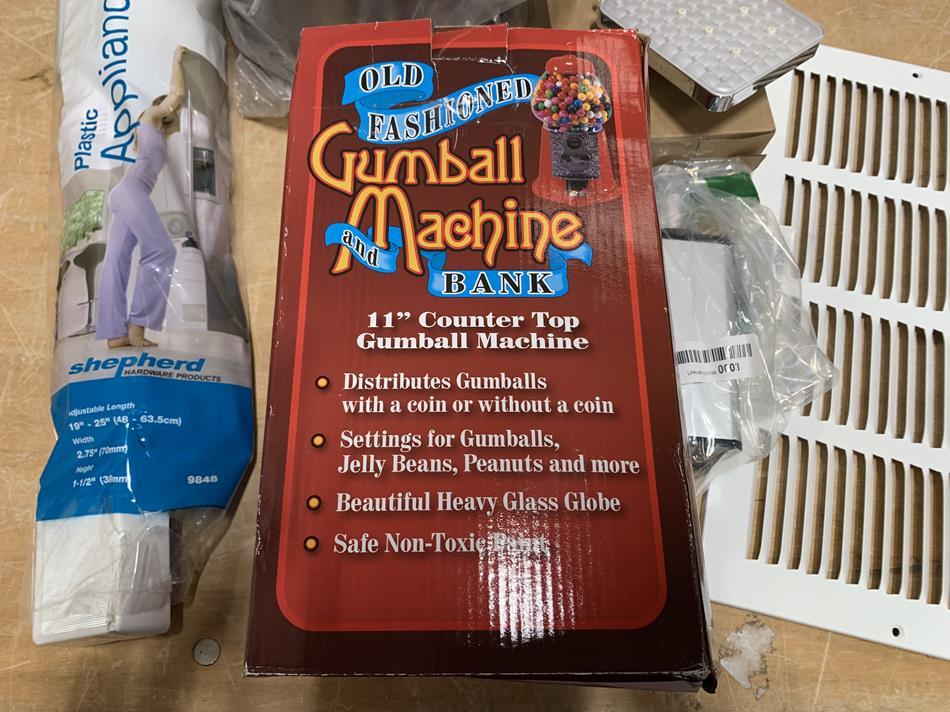 Plastic
Applianc
shepherd
HARDWARE PRODUCTS
Adjustable Length
19" - 25" (48 - 63.5cm)
Width
2.75" (70mm)
Height
1-1/2" (38mm)
9848
OLD
FASHIONED
Gumball
and Machine
BANK
11” Counter Top
Gumball Machine
Distributes Gumballs
with a coin or without a coin
Settings for Gumballs,
Jelly Beans, Peanuts and more
Beautiful Heavy Glass Globe
Safe Non-Toxic Paint